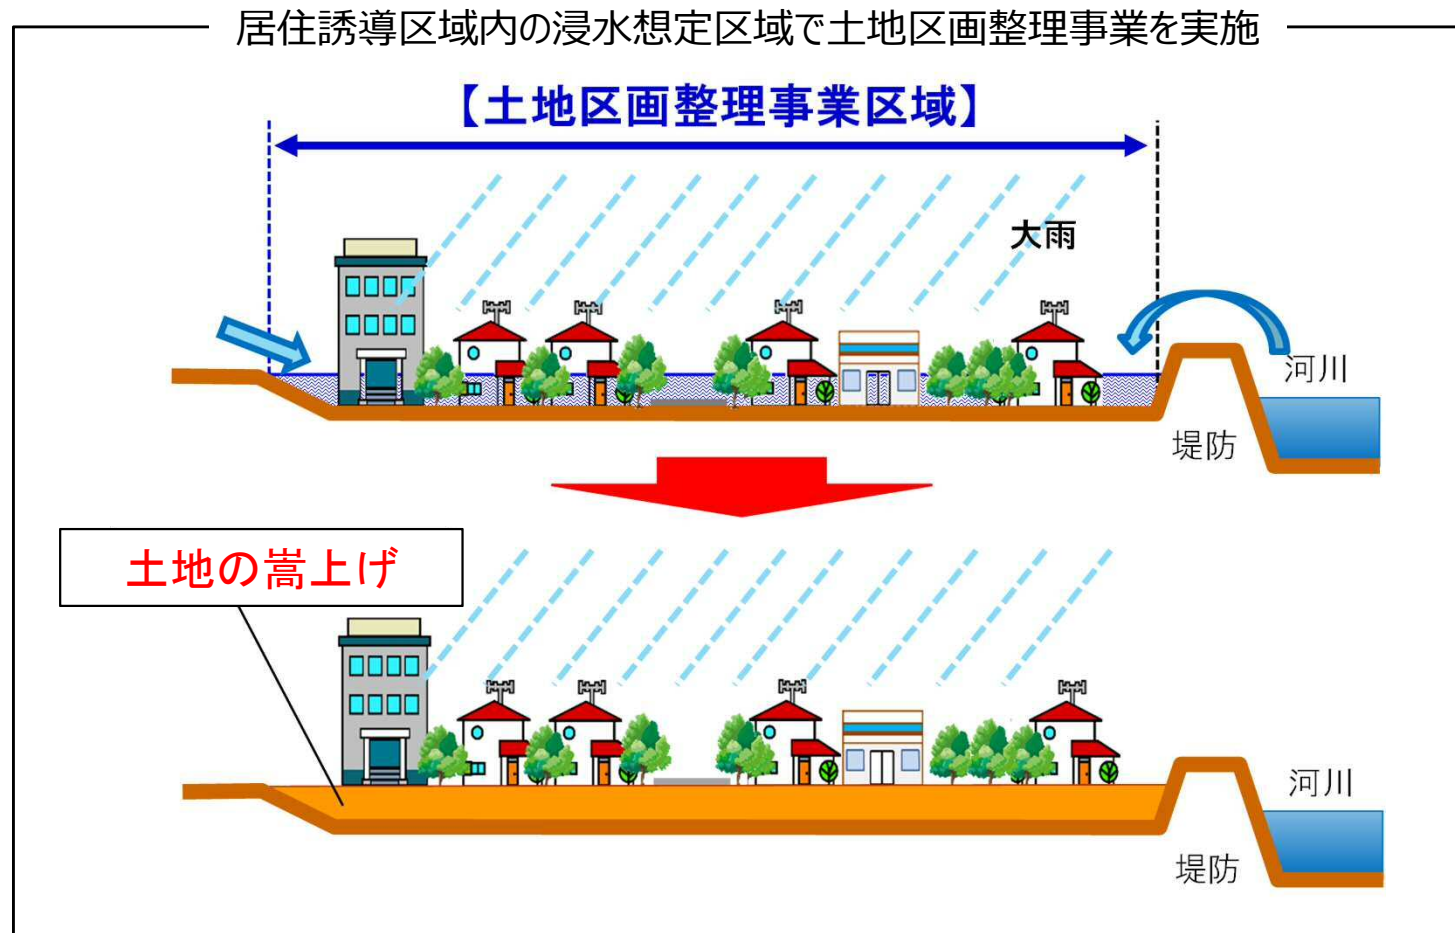 居住誘導区域内の浸水想定区域で土地区画整理事業を実施
【土地区画整理事業区域】
大雨
河川
堤防
土地の嵩上げ
河川
堤防